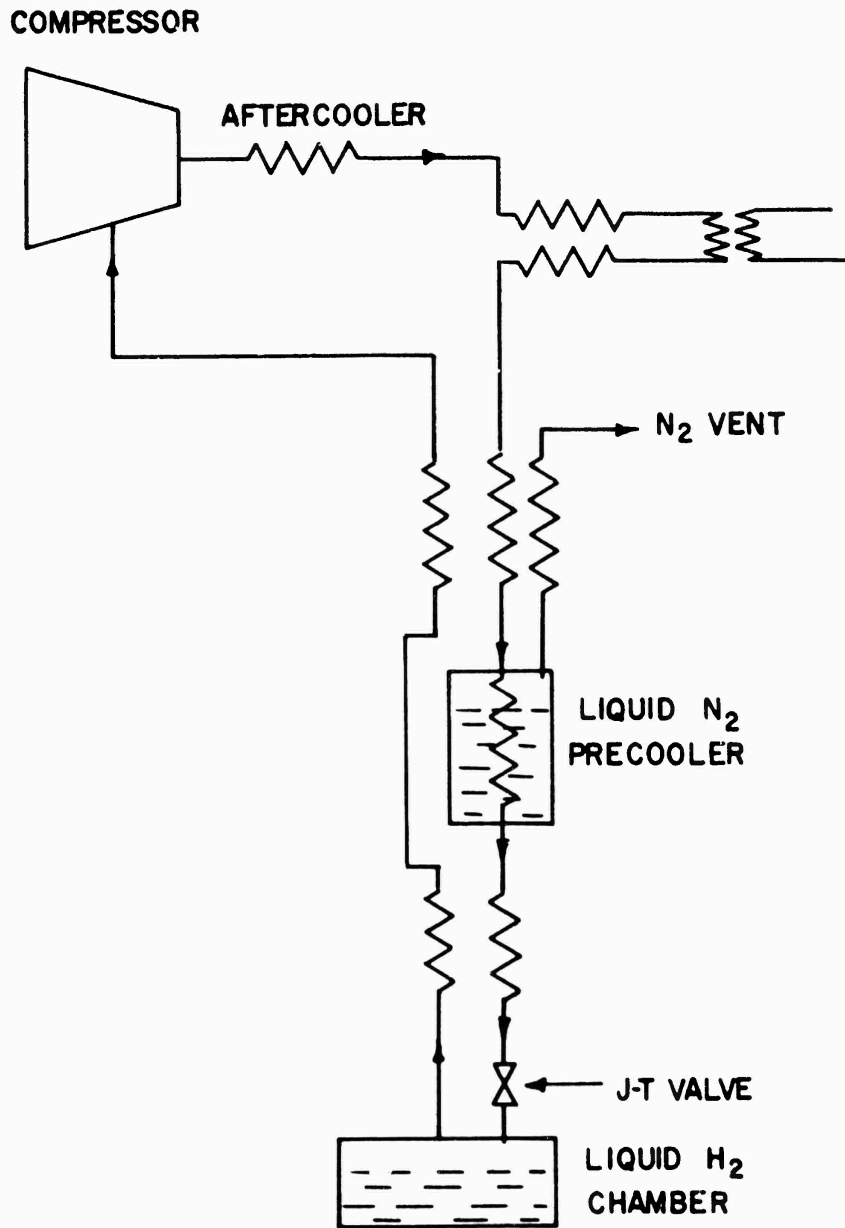 COMPRESSOR
AFTERCOOLER
N₂ VENT
LIQUID N₂
PRECOOLER
J-T VALVE
LIQUID H₂
CHAMBER